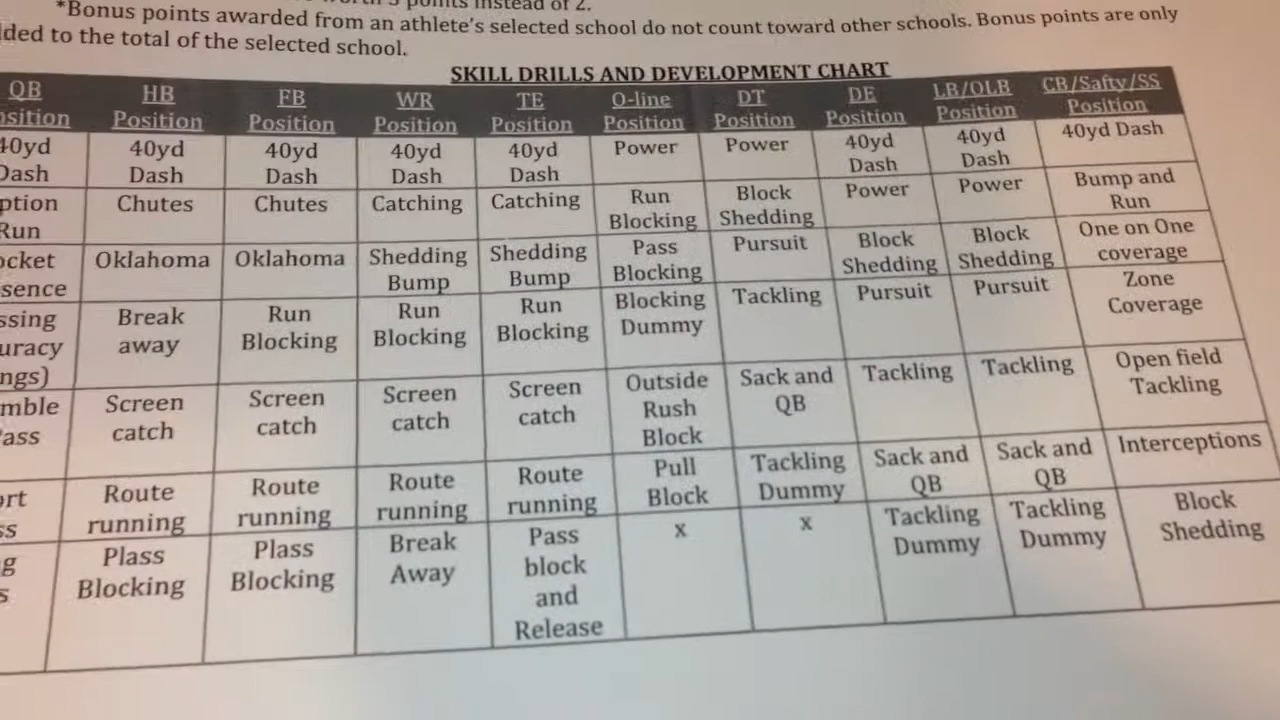 points instead of 2.
*Bonus points awarded from an athlete's selected school do not count toward other schools. Bonus points are only
to the total of the selected school.
SKILL DRILLS AND DEVELOPMENT CHART
QB HB FB WR TE O-line DT DE LB/OLB CB/Safty/SS
Position Position Position Position Position Position Position Position Position
40yd 40yd 40yd 40yd 40yd Power Power 40yd 40yd 40yd Dash
Dash Dash Dash Dash Dash Dash Dash
Chutes Chutes Catching Catching Run Block Power Power Bump and
Run Blocking Shedding Run
Oklahoma Oklahoma Shedding Shedding Pass Pursuit Block Block One on One
Bump Bump Blocking Shedding Shedding coverage
Break Run Run Run Blocking Tackling Pursuit Pursuit Zone
away Blocking Blocking Blocking Dummy Coverage
Screen Screen Screen Screen Outside Sack and Tackling Tackling Open field
catch catch catch catch Rush QB Tackling
Block
Route Route Route Route Pull Tackling Sack and Sack and Interceptions
running running running running Block Dummy QB QB
Plass Plass Break Pass x x Tackling Tackling Block
Blocking Blocking Away block Dummy Dummy Shedding
and
Release